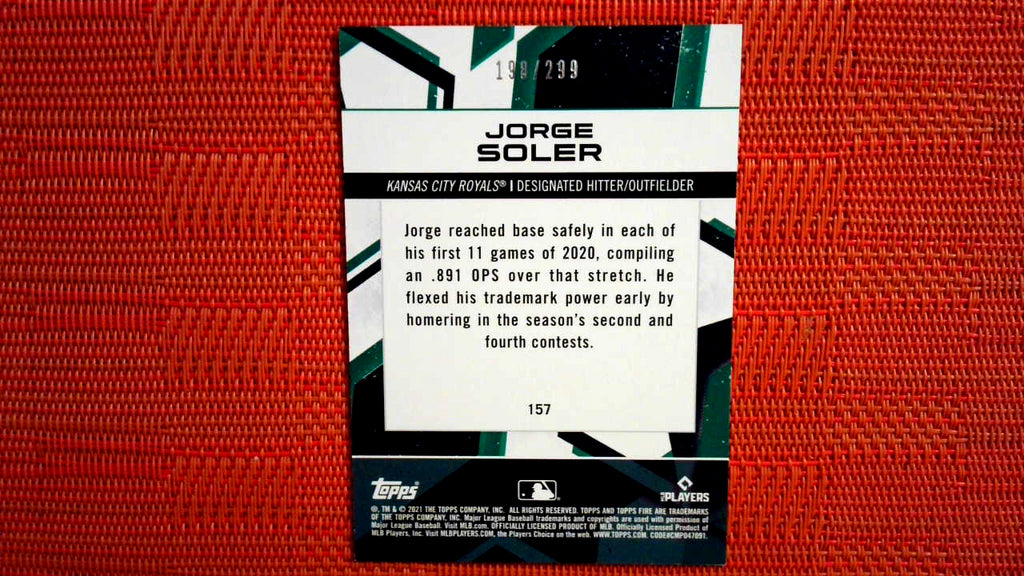 199/299
JORGE
SOLER
KANSAS CITY ROYALS® | DESIGNATED HITTER/OUTFIELDER
Jorge reached base safely in each of
his first 11 games of 2020, compiling
an .891 OPS over that stretch. He
flexed his trademark power early by
homering in the season's second and
fourth contests.
157
topps®
PLAYERS
®, TM & © 2021 THE TOPPS COMPANY, INC. ALL RIGHTS RESERVED. TOPPS AND TOPPS FIRE ARE TRADEMARKS
OF THE TOPPS COMPANY, INC. Major League Baseball trademarks and copyrights are used with permission of
Major League Baseball. Visit MLB.com. OFFICIALLY LICENSED PRODUCT OF MLB. Officially Licensed Product of
MLB Players, Inc. Visit MLBPLAYERS.COM, the Players Choice on the web. WWW.TOPPS.COM. CODE#CMP047091.